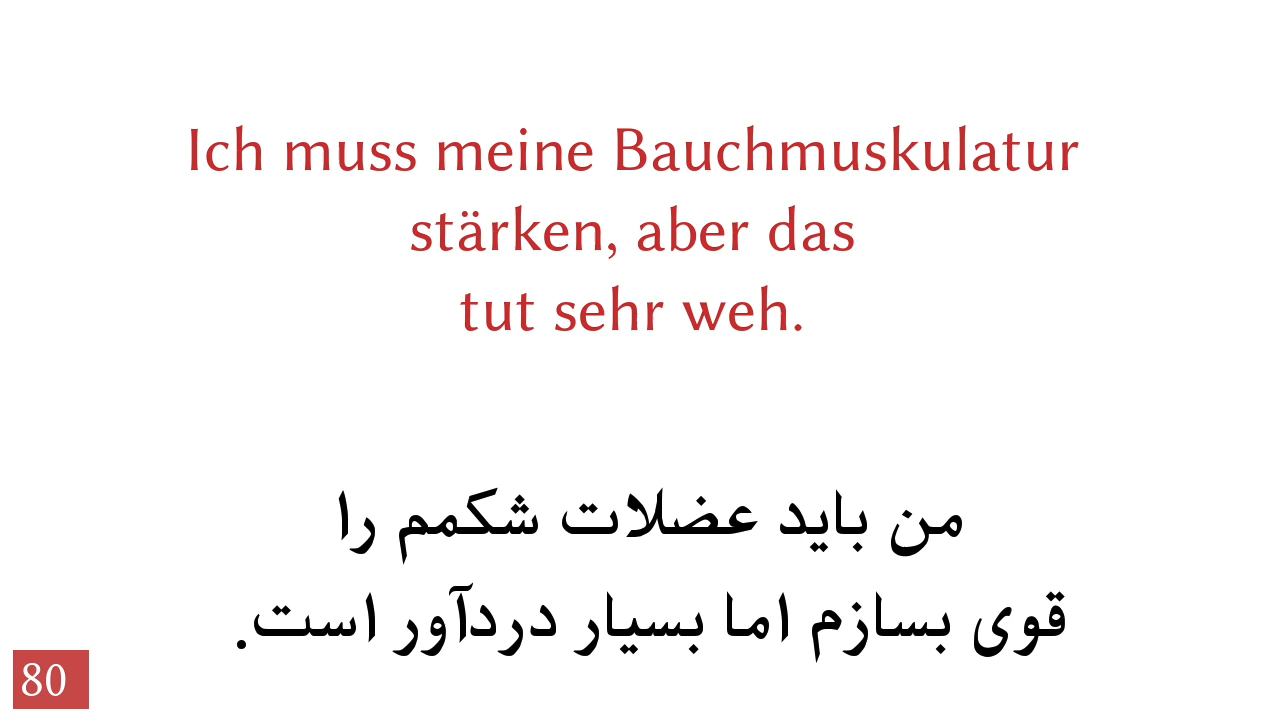 Ich muss meine Bauchmuskulatur
stärken, aber das
tut sehr weh.
من باید عضلات شکمم را
قوی بسازم اما بسیار دردآور است.
80